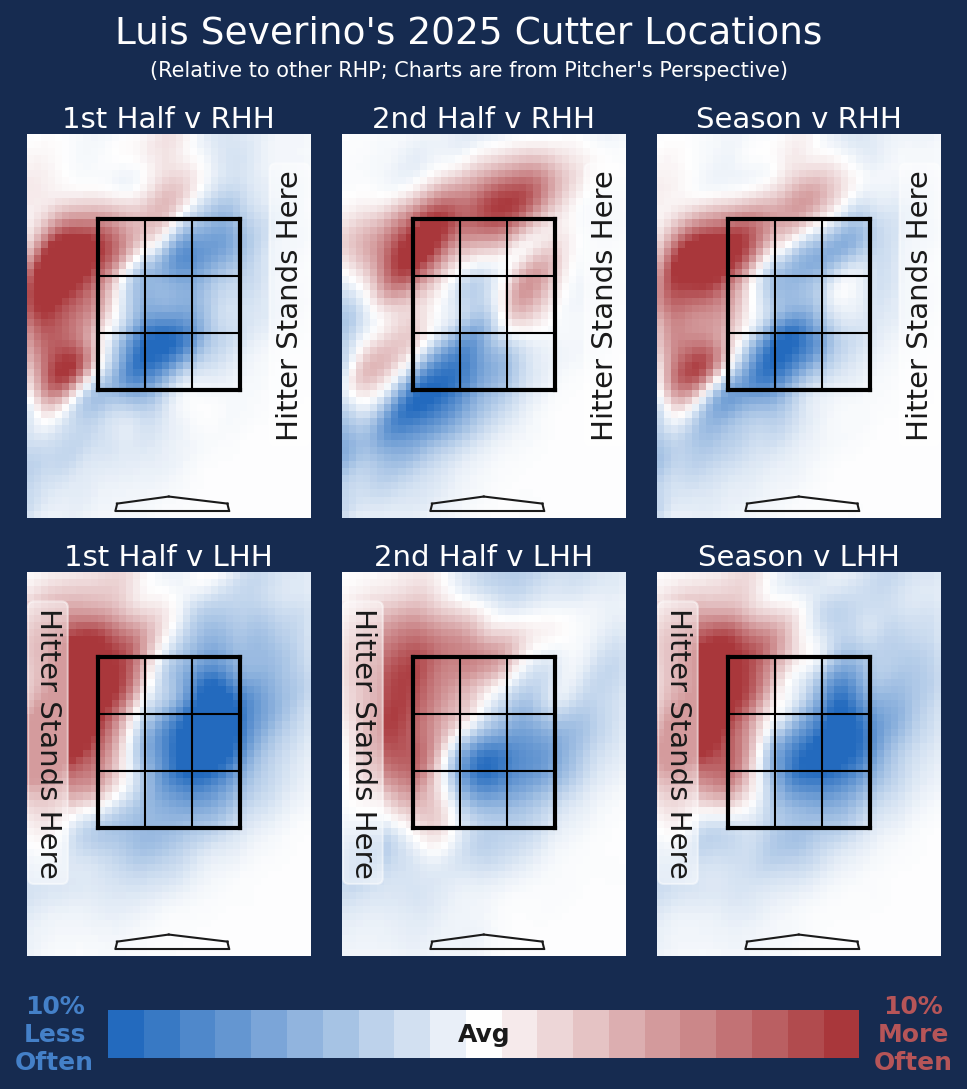 Luis Severino's 2025 Cutter Locations
(Relative to other RHP; Charts are from Pitcher's Perspective)
1st Half v RHH
2nd Half v RHH
Season v RHH
Hitter Stands Here
Hitter Stands Here
Hitter Stands Here
1st Half v LHH
2nd Half v LHH
Season v LHH
Hitter Stands Here
Hitter Stands Here
Hitter Stands Here
10%
Less
Often
Avg
10%
More
Often